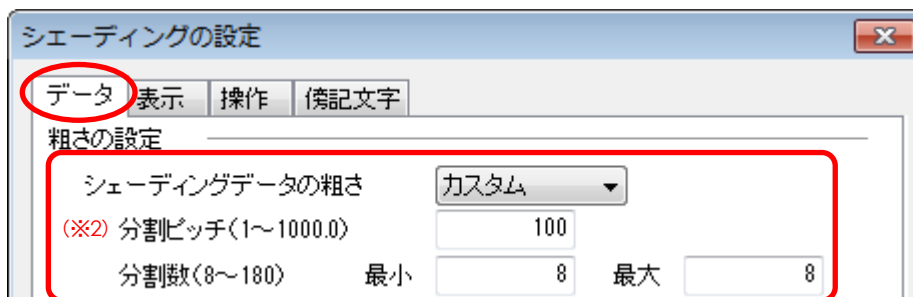 シェーディングの設定
データ 表示 操作 傍記文字
粗さの設定
シェーディングデータの粗さ カスタム
(※2) 分割ピッチ(1～1000.0) 100
分割数(8～180) 最小 8 最大 8